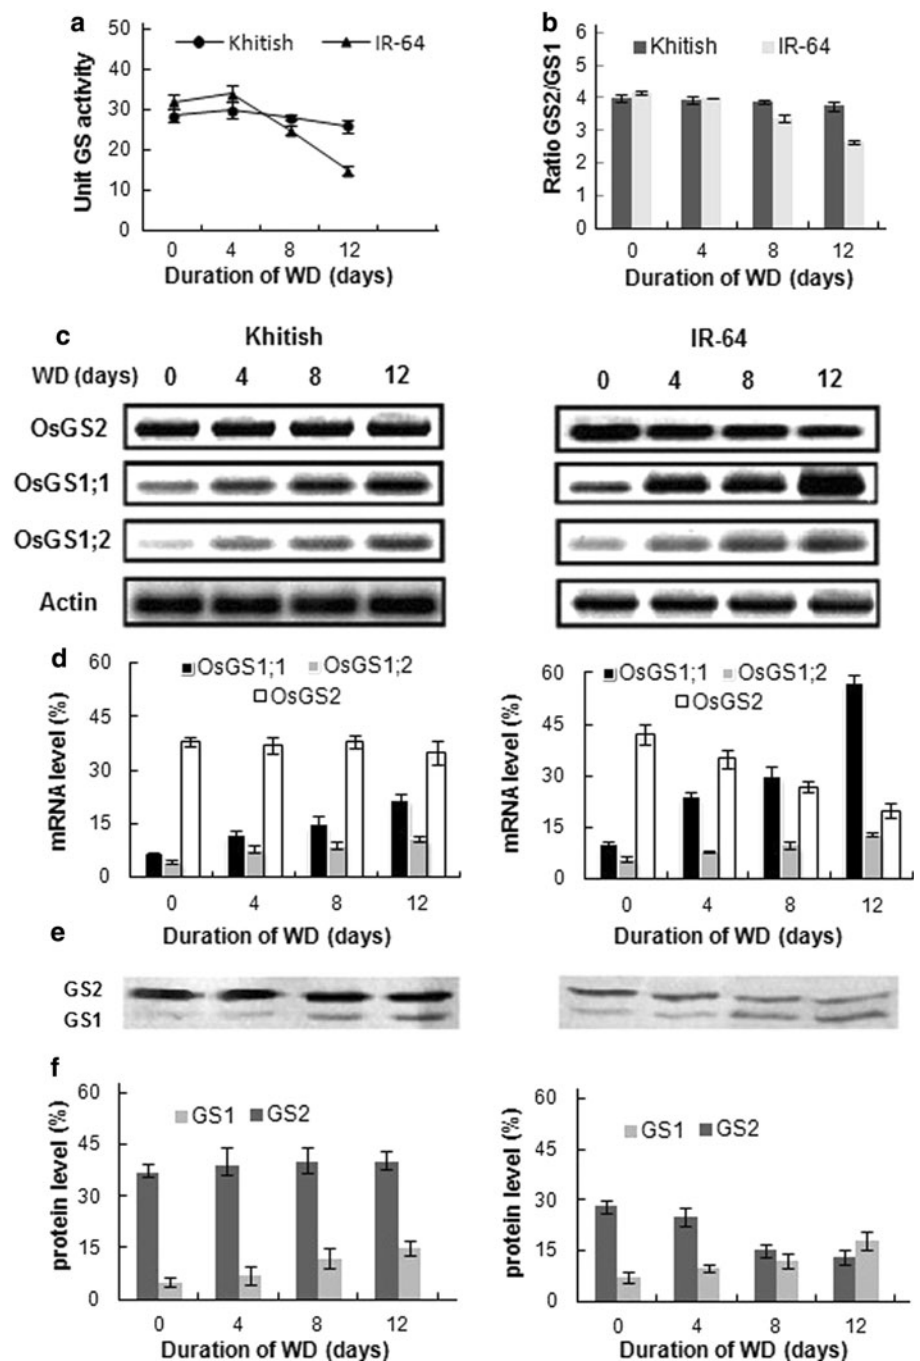 a
50
40
30
20
10
0
Unit GS activity
Khitish IR-64
0 4 8 12
Duration of WD (days)
b
6
5
4
3
2
1
0
Ratio GS2/GS1
Khitish IR-64
0 4 8 12
Duration of WD (days)
c
Khitish
WD (days) 0 4 8 12
OsGS2
OsGS1;1
OsGS1;2
Actin
IR-64
0 4 8 12
d
60
45
30
15
0
mRNA level (%)
OsGS1;1 OsGS1;2
OsGS2
0 4 8 12
Duration of WD (days)
60
45
30
15
0
mRNA level (%)
OsGS1;1 OsGS1;2
OsGS2
0 4 8 12
Duration of WD (days)
e
GS2
GS1
f
60
45
30
15
0
protein level (%)
GS1 GS2
0 4 8 12
Duration of WD (days)
60
45
30
15
0
protein level (%)
GS1 GS2
0 4 8 12
Duration of WD (days)